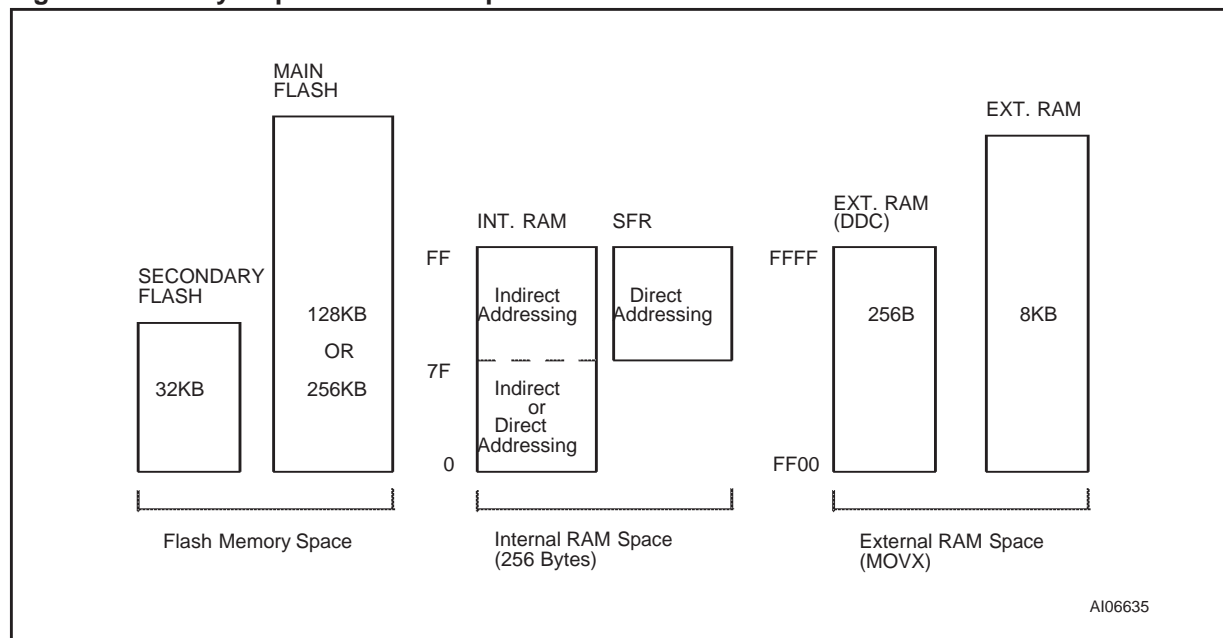 MAIN
FLASH
EXT. RAM
EXT. RAM
(DDC)
INT. RAM
SFR
FF
FFFF
SECONDARY
FLASH
Indirect
Addressing
Direct
Addressing
128KB
OR
256KB
256B
8KB
7F
32KB
Indirect
or
Direct
Addressing
0
FF00
Flash Memory Space
Internal RAM Space
(256 Bytes)
External RAM Space
(MOVX)
AI06635